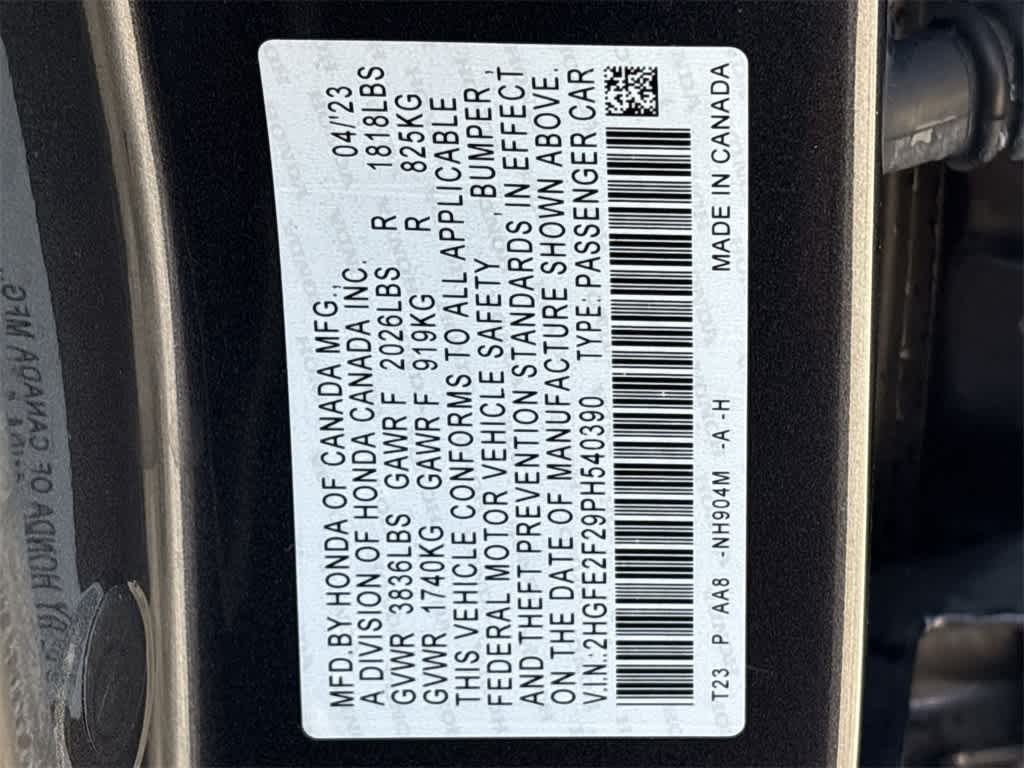 MFD.BY HONDA OF CANADA MFG., 04/'23
A DIVISION OF HONDA CANADA INC.
GVWR 3836LBS GAWR F 2026LBS R 1818LBS
GVWR 1740KG GAWR F 919KG R 825KG
THIS VEHICLE CONFORMS TO ALL APPLICABLE
FEDERAL MOTOR VEHICLE SAFETY, BUMPER,
AND THEFT PREVENTION STANDARDS IN EFFECT
ON THE DATE OF MANUFACTURE SHOWN ABOVE.
V.I.N.:2HGFE2F29PH540390 TYPE: PASSENGER CAR
T23 P AA8 -NH904M -A -H MADE IN CANADA